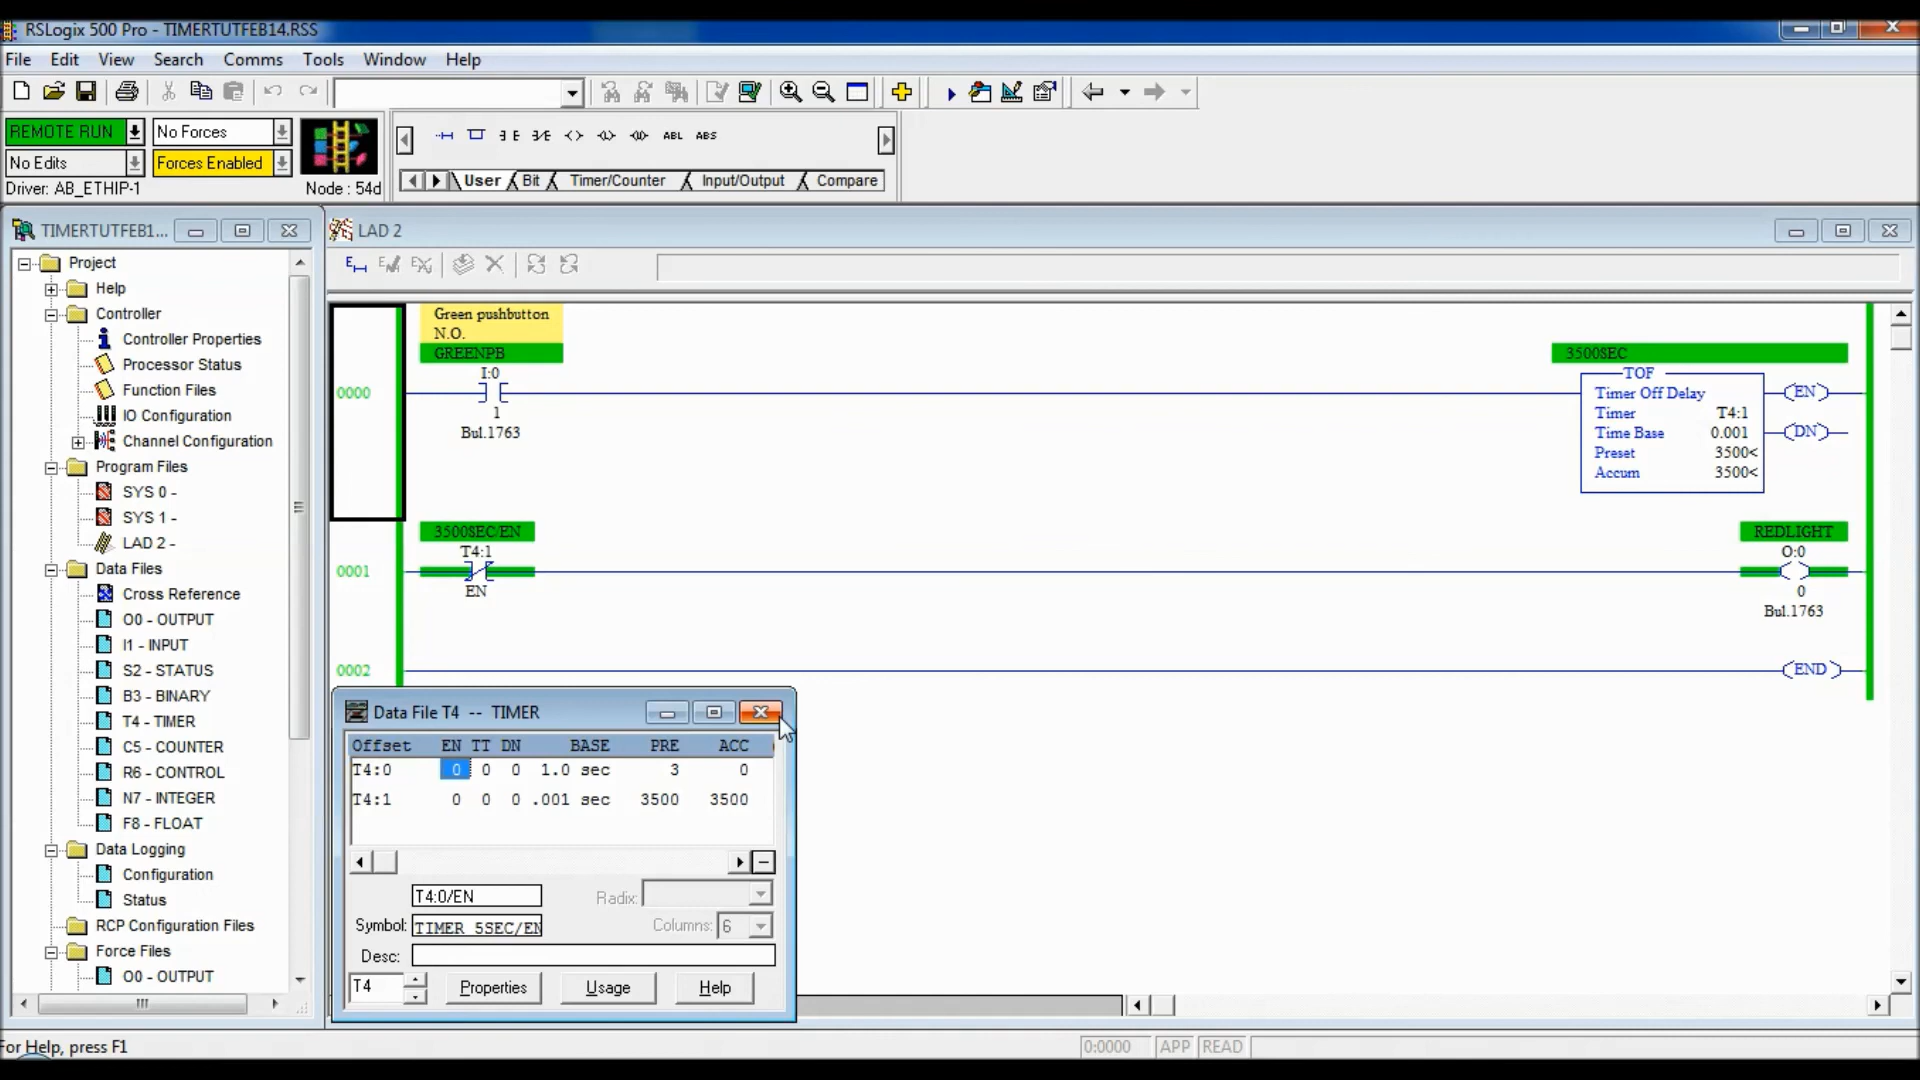 RSLogix 500 Pro - TIMERTUTFEB14.RSS
File Edit View Search Comms Tools Window Help
REMOTE RUN No Forces
No Edits Forces Enabled
Driver: AB_ETHIP-1 Node : 54d
ABL ABS
User Bit Timer/Counter Input/Output Compare
TIMERTUTFEB1...
Project
Help
Controller
Controller Properties
Processor Status
Function Files
IO Configuration
Channel Configuration
Program Files
SYS 0 -
SYS 1 -
LAD 2 -
Data Files
Cross Reference
O0 - OUTPUT
I1 - INPUT
S2 - STATUS
B3 - BINARY
T4 - TIMER
C5 - COUNTER
R6 - CONTROL
N7 - INTEGER
F8 - FLOAT
Data Logging
Configuration
Status
RCP Configuration Files
Force Files
O0 - OUTPUT
LAD 2
Green pushbutton
N.O.
GREENPB
I:0
0000
1
Bul.1763
3500SEC
TOF
Timer Off Delay
Timer T4:1
Time Base 0.001
Preset 3500<
Accum 3500<
EN
DN
3500SEC/EN
T4:1
0001
EN
REDLIGHT
O:0
0
Bul.1763
0002
END
Data File T4 -- TIMER
Offset EN TT DN BASE PRE ACC
T4:0 0 0 0 1.0 sec 3 0
T4:1 0 0 0 .001 sec 3500 3500
T4:0/EN Radix:
Symbol: TIMER_5SEC/EN Columns: 6
Desc:
T4 Properties Usage Help
For Help, press F1
0:0000 APP READ